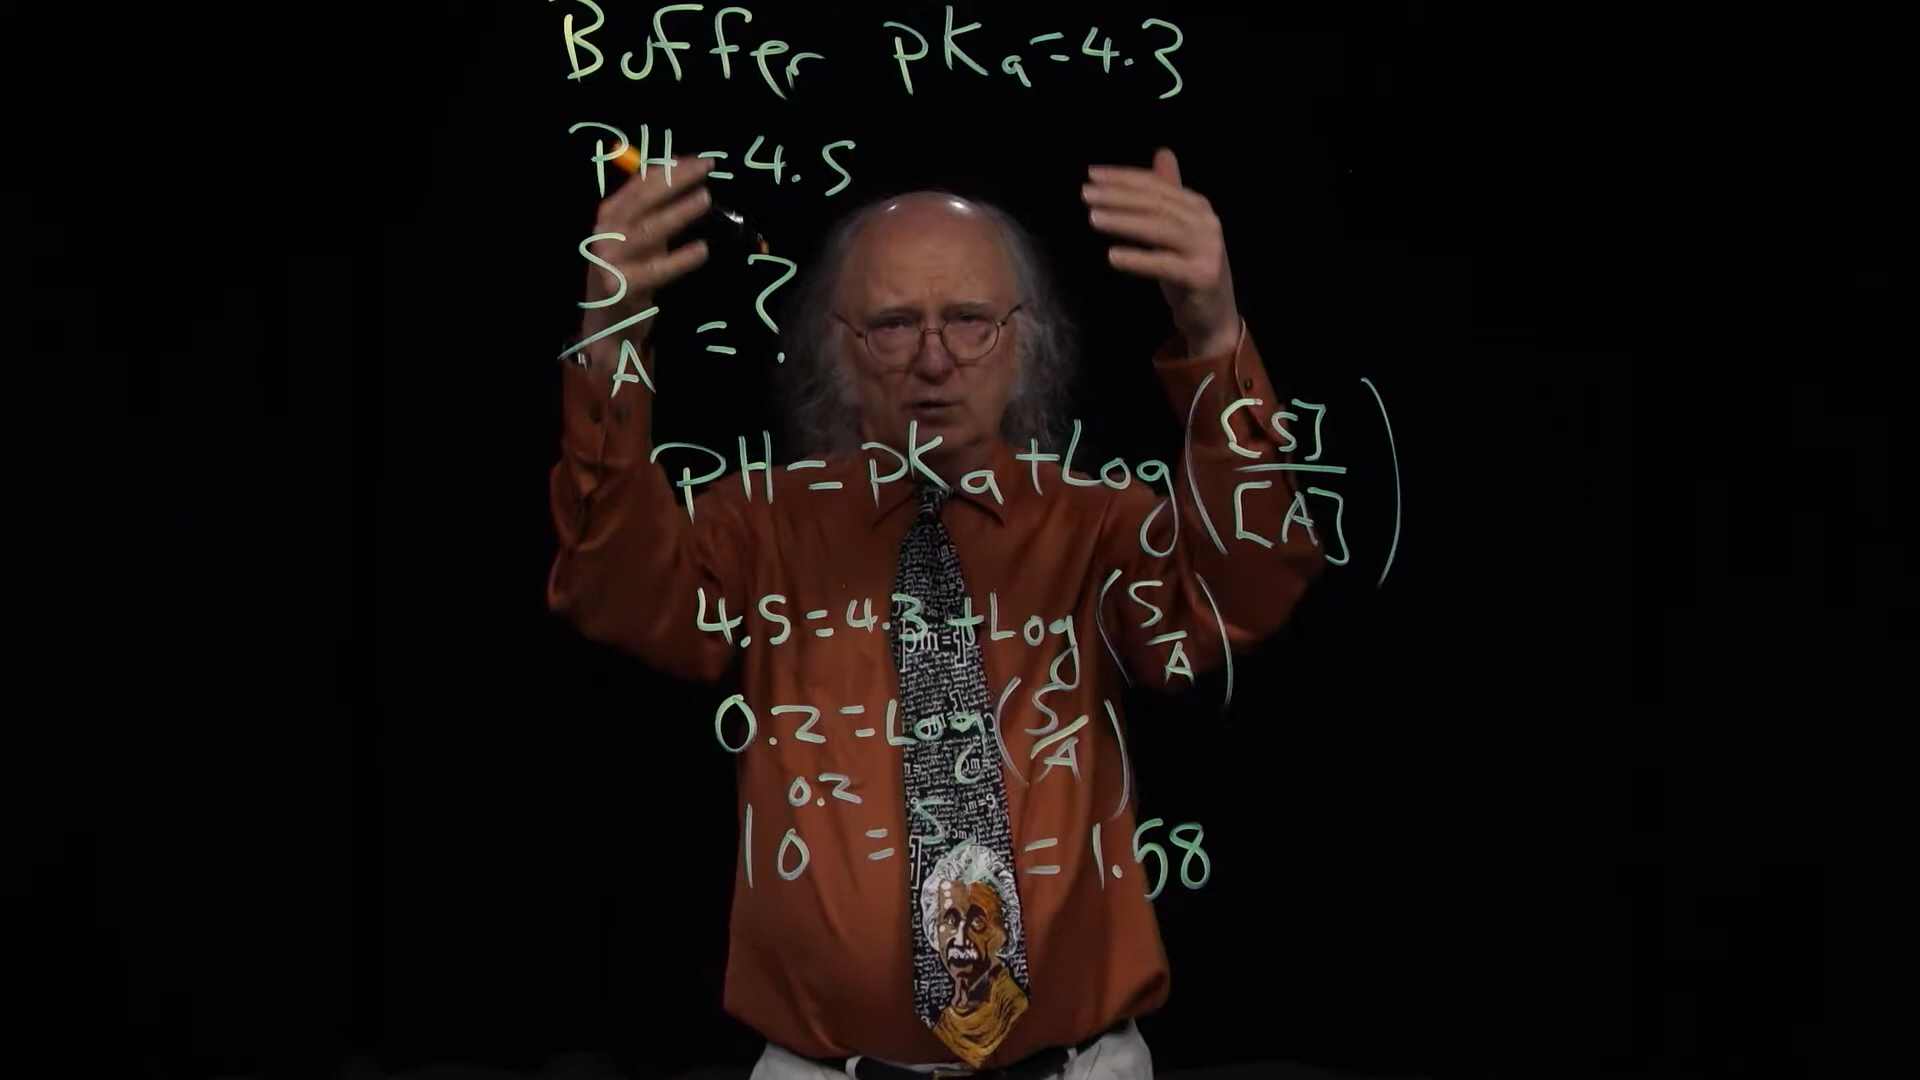 Buffer pKa=4.3
PH=4.5
S/A = ?
pH=pKa+Log([S]/[A])
4.5=4.3+Log(S/A)
0.2=Log(S/A)
10^0.2 = S/A = 1.58